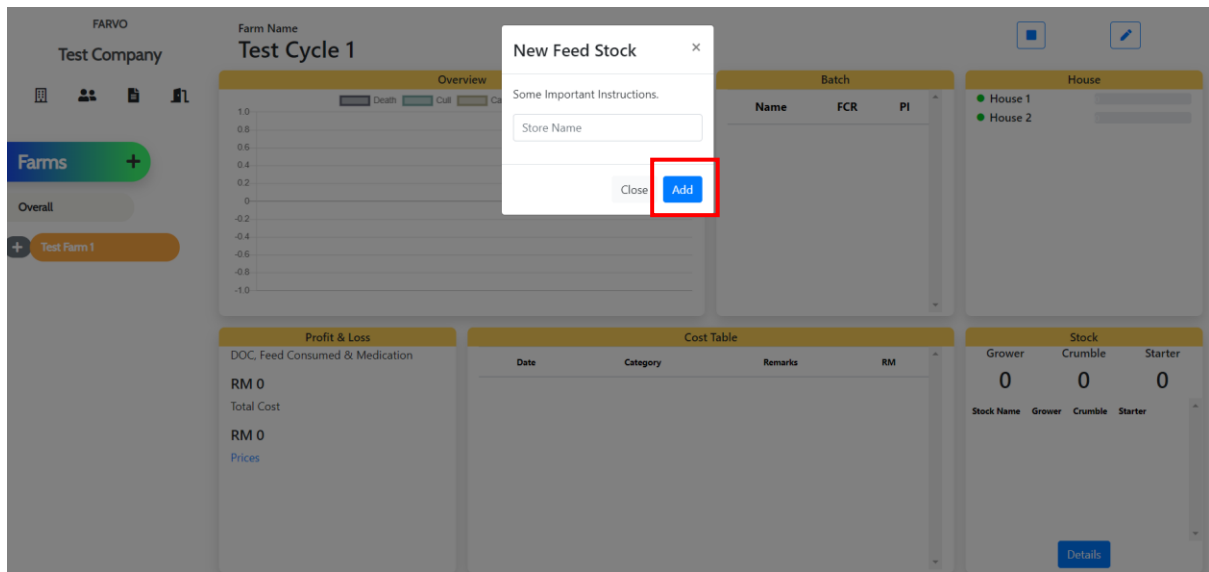 FARVO
Test Company
Farms +
Overall
+ Test Farm 1
Farm Name
Test Cycle 1
Overview
Death Cull Ca
1.0
0.8
0.6
0.4
0.2
0
-0.2
-0.4
-0.6
-0.8
-1.0
New Feed Stock ×
Some Important Instructions.
Store Name
Close Add
Batch
Name FCR PI
House
House 1
House 2
Profit & Loss
DOC, Feed Consumed & Medication
RM 0
Total Cost
RM 0
Prices
Cost Table
Date Category Remarks RM
Stock
Grower Crumble Starter
0 0 0
Stock Name Grower Crumble Starter
Details